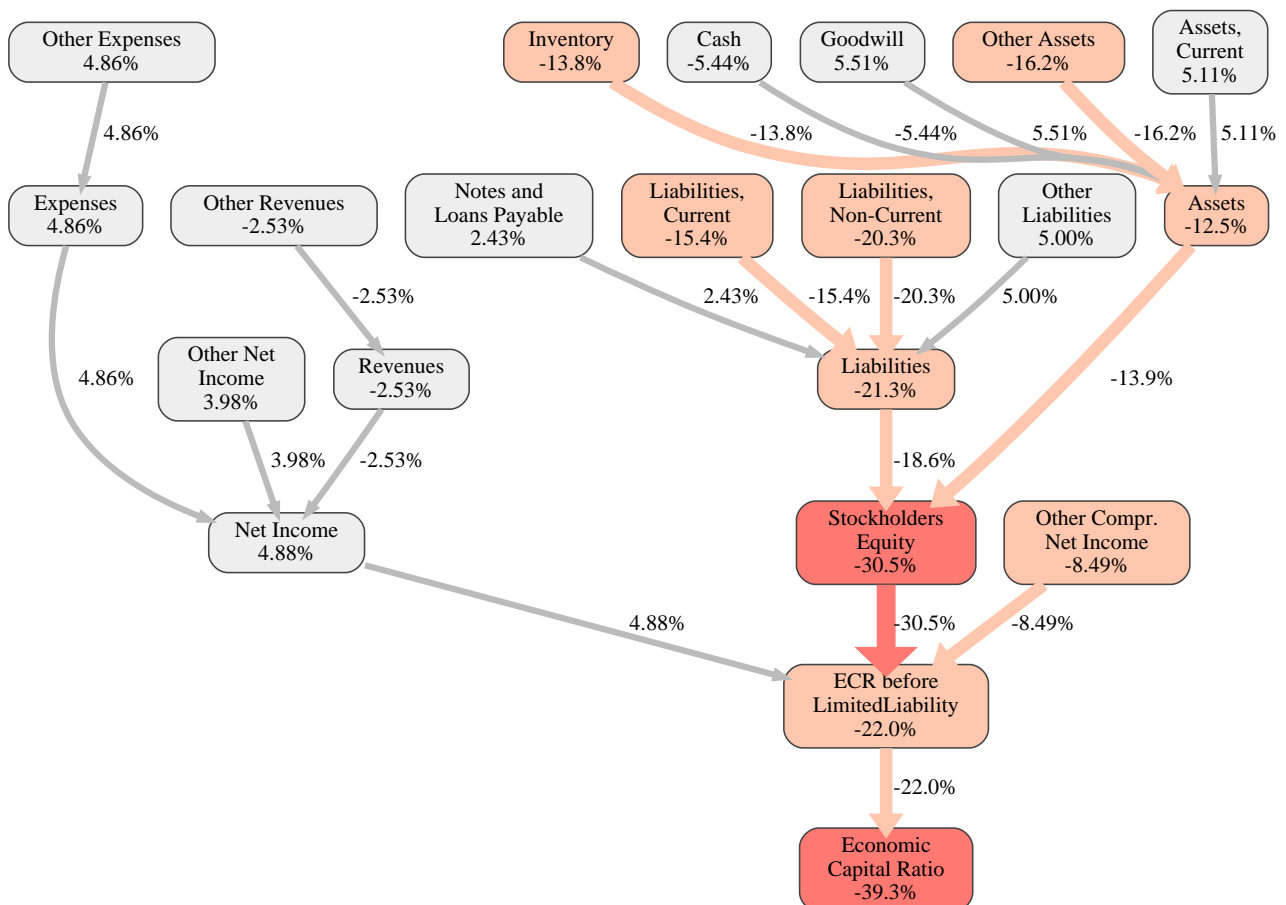 Other Expenses
4.86%
Inventory
-13.8%
Cash
-5.44%
Goodwill
5.51%
Other Assets
-16.2%
Assets,
Current
5.11%
4.86%
-13.8%
-5.44%
5.51%
-16.2%
5.11%
Expenses
4.86%
Other Revenues
-2.53%
Notes and
Loans Payable
2.43%
Liabilities,
Current
-15.4%
Liabilities,
Non-Current
-20.3%
Other
Liabilities
5.00%
Assets
-12.5%
-2.53%
2.43%
-15.4%
-20.3%
5.00%
Other Net
Income
3.98%
Revenues
-2.53%
Liabilities
-21.3%
4.86%
-13.9%
3.98%
-2.53%
-18.6%
Net Income
4.88%
Stockholders
Equity
-30.5%
Other Compr.
Net Income
-8.49%
4.88%
-30.5%
-8.49%
ECR before
LimitedLiability
-22.0%
-22.0%
Economic
Capital Ratio
-39.3%